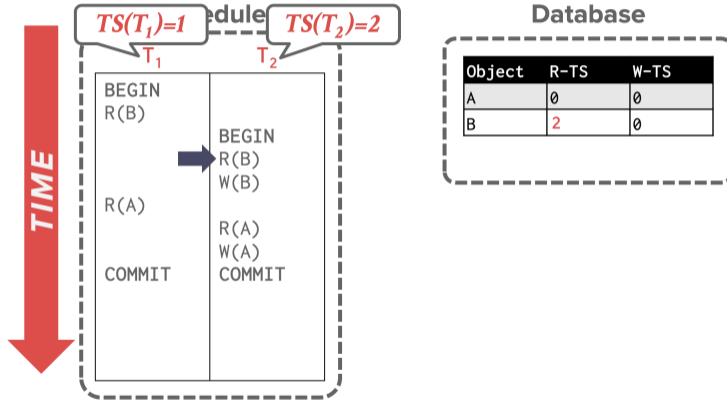 TS(T₁)=1
edule
TS(T₂)=2
T₁
T₂
BEGIN
R(B)
BEGIN
R(B)
W(B)
R(A)
R(A)
W(A)
COMMIT COMMIT
TIME
Database
Object R-TS W-TS
A 0 0
B 2 0